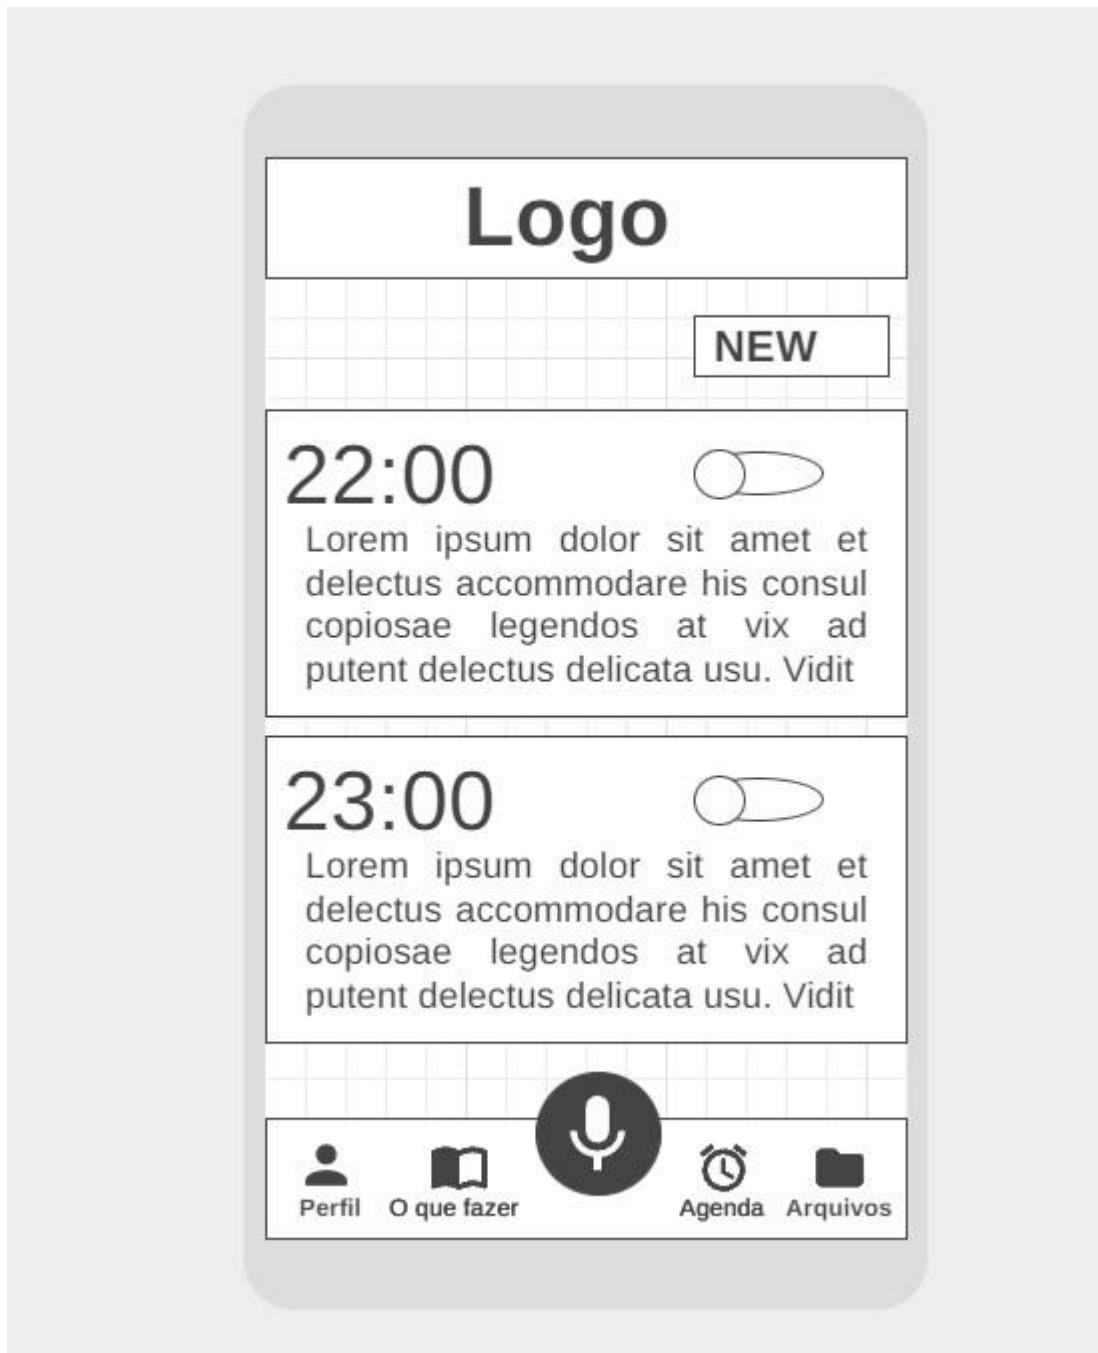 Logo
NEW
22:00
Lorem ipsum dolor sit amet et
delectus accommodare his consul
copiosae legendos at vix ad
putent delectus delicata usu. Vidit
23:00
Lorem ipsum dolor sit amet et
delectus accommodare his consul
copiosae legendos at vix ad
putent delectus delicata usu. Vidit
Perfil O que fazer Agenda Arquivos